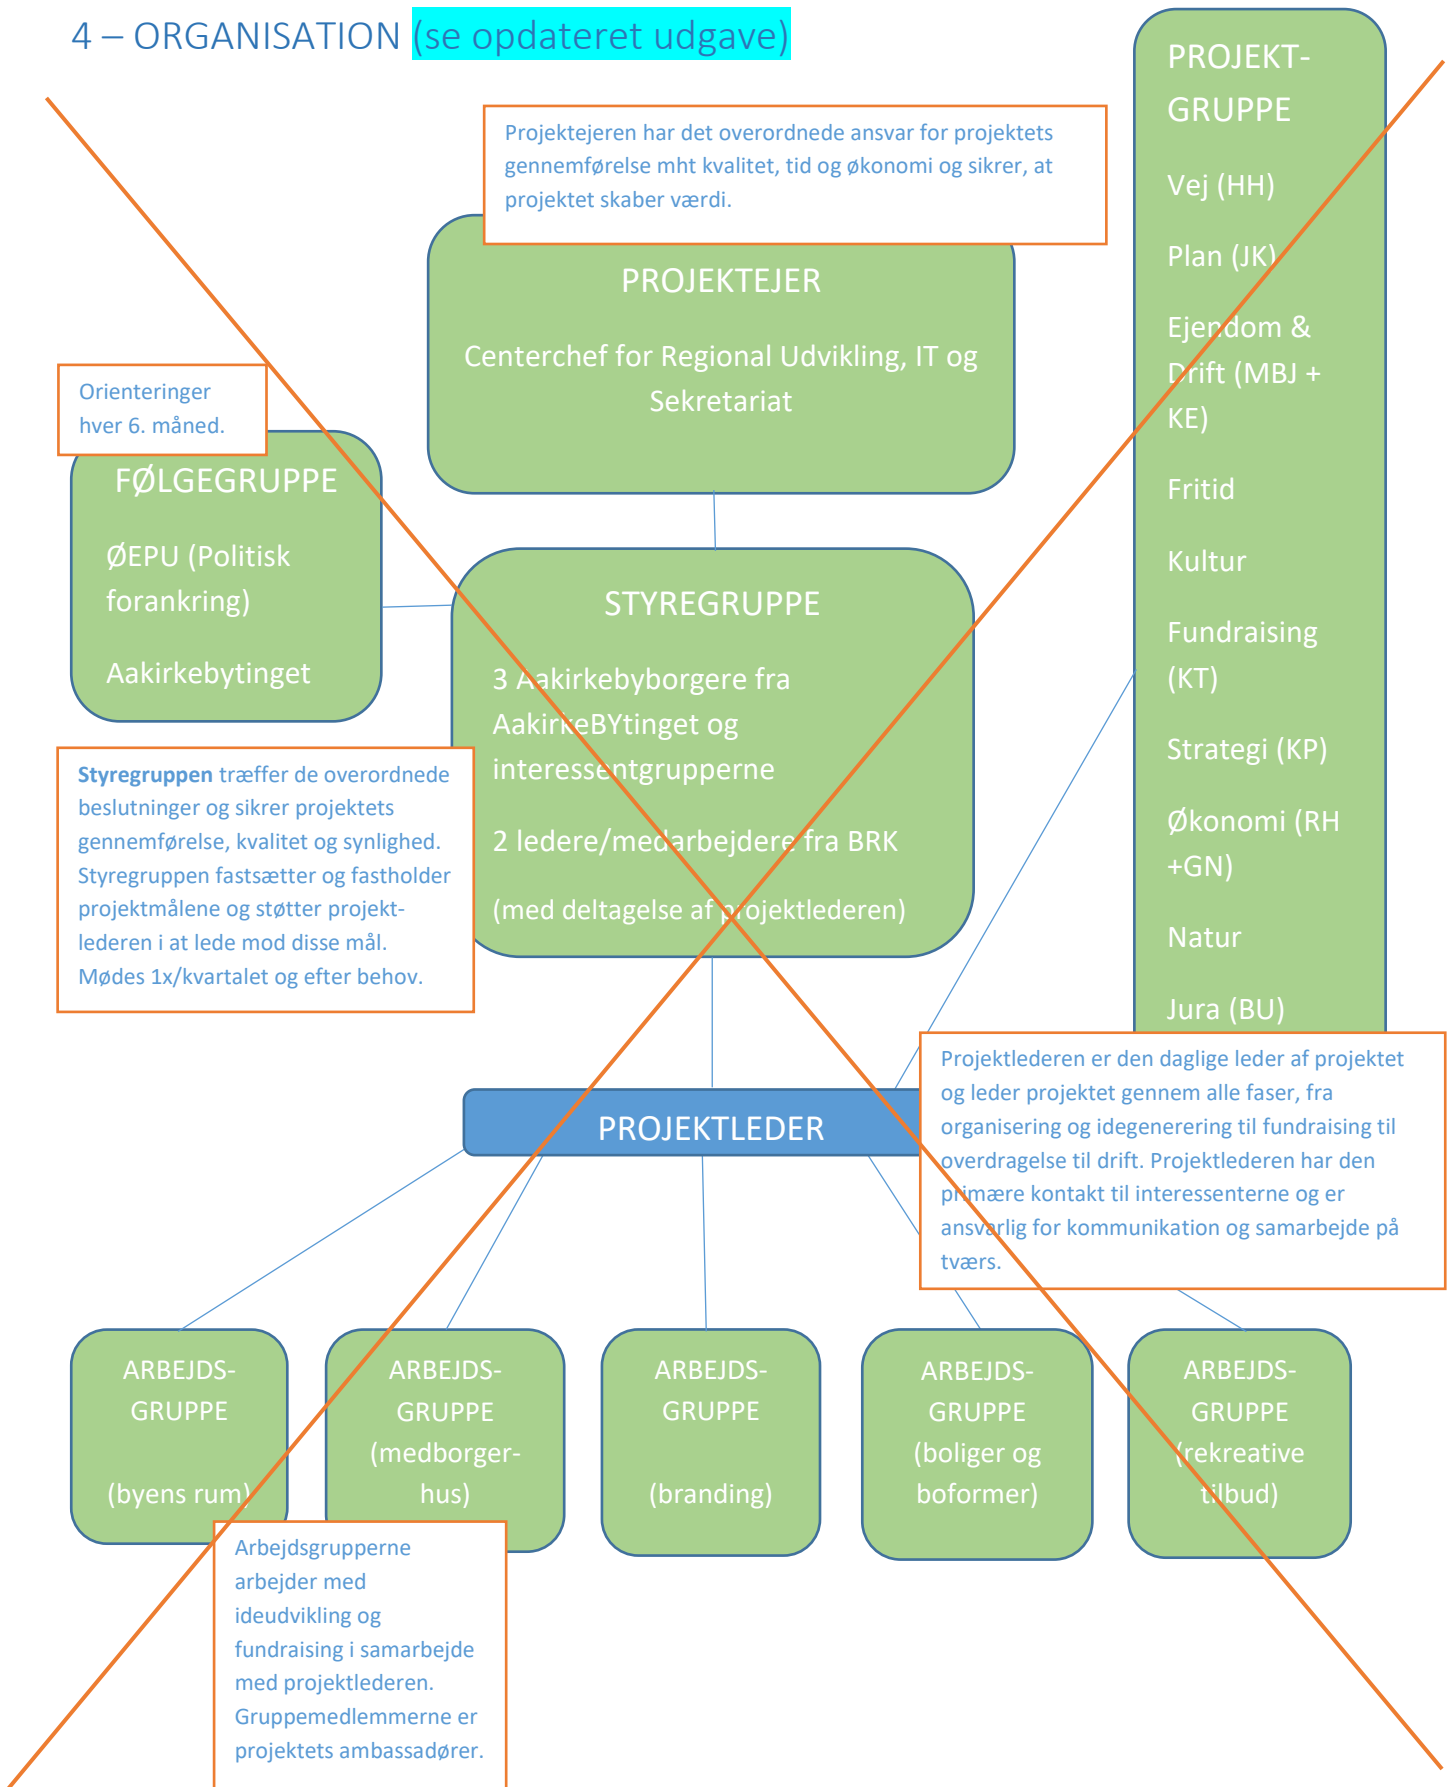 4 – ORGANISATION (se opdateret udgave)
Projektejeren har det overordnede ansvar for projektets
gennemførelse mht kvalitet, tid og økonomi og sikrer, at
projektet skaber værdi.
PROJEKTEJER
Centerchef for Regional Udvikling, IT og
Sekretariat
Orienteringer
hver 6. måned.
FØLGEGRUPPE
ØEPU (Politisk
forankring)
Aakirkebytinget
STYREGRUPPE
3 Aakirkebyborgere fra
AakirkeBYtinget og
interessentgrupperne
2 ledere/medarbejdere fra BRK
(med deltagelse af projektlederen)
Styregruppen træffer de overordnede
beslutninger og sikrer projektets
gennemførelse, kvalitet og synlighed.
Styregruppen fastsætter og fastholder
projektmålene og støtter projekt-
lederen i at lede mod disse mål.
Mødes 1x/kvartalet og efter behov.
PROJEKT-
GRUPPE
Vej (HH)
Plan (JK)
Ejendom &
Drift (MBJ +
KE)
Fritid
Kultur
Fundraising
(KT)
Strategi (KP)
Økonomi (RH
+GN)
Natur
Jura (BU)
PROJEKTLEDER
Projektlederen er den daglige leder af projektet
og leder projektet gennem alle faser, fra
organisering og idegenerering til fundraising til
overdragelse til drift. Projektlederen har den
primære kontakt til interessenterne og er
ansvarlig for kommunikation og samarbejde på
tværs.
ARBEJDS-
GRUPPE
(byens rum)
ARBEJDS-
GRUPPE
(medborger-
hus)
ARBEJDS-
GRUPPE
(branding)
ARBEJDS-
GRUPPE
(boliger og
boformer)
ARBEJDS-
GRUPPE
(rekreative
tilbud)
Arbejdsgrupperne
arbejder med
ideudvikling og
fundraising i samarbejde
med projektlederen.
Gruppemedlemmerne er
projektets ambassadører.